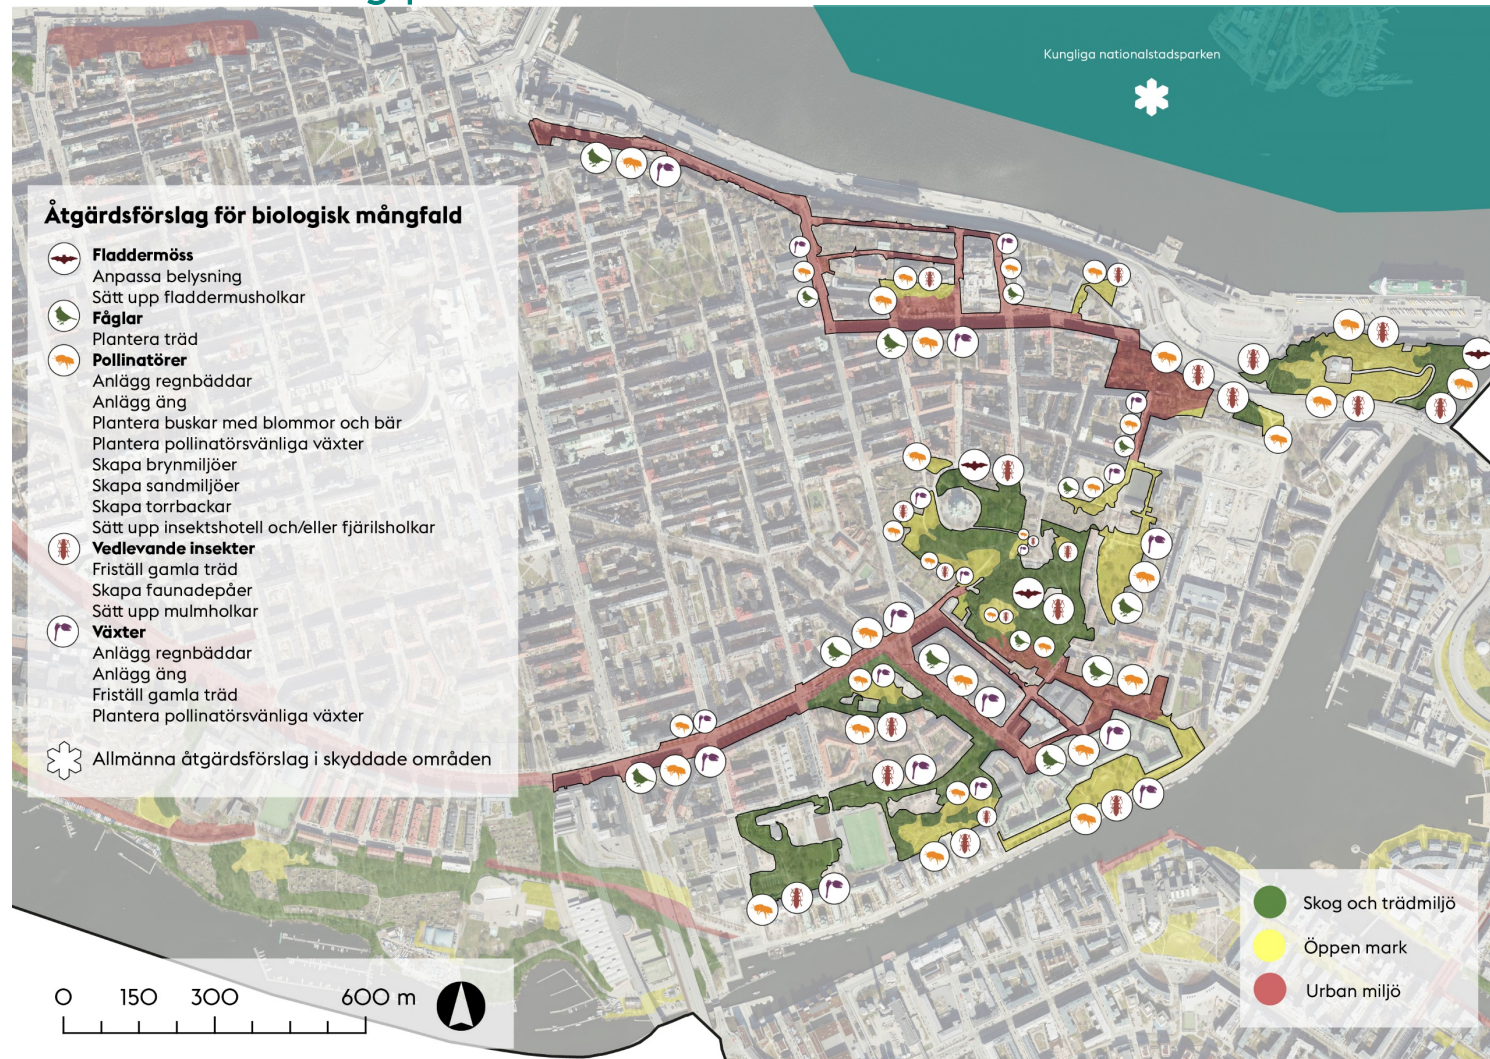 Kungliga nationalstadsparken
Åtgärdsförslag för biologisk mångfald
Fladdermöss
Anpassa belysning
Sätt upp fladdermusholkar
Fåglar
Plantera träd
Pollinatörer
Anlägg regnbäddar
Anlägg äng
Plantera buskar med blommor och bär
Plantera pollinatörsvänliga växter
Skapa brynmiljöer
Skapa sandmiljöer
Skapa torrbackar
Sätt upp insektshotell och/eller fjärilsholkar
Vedlevande insekter
Friställ gamla träd
Skapa faunadepåer
Sätt upp mulmholkar
Växter
Anlägg regnbäddar
Anlägg äng
Friställ gamla träd
Plantera pollinatörsvänliga växter
Allmänna åtgärdsförslag i skyddade områden
Skog och trädmiljö
Öppen mark
Urban miljö
0 150 300 600 m